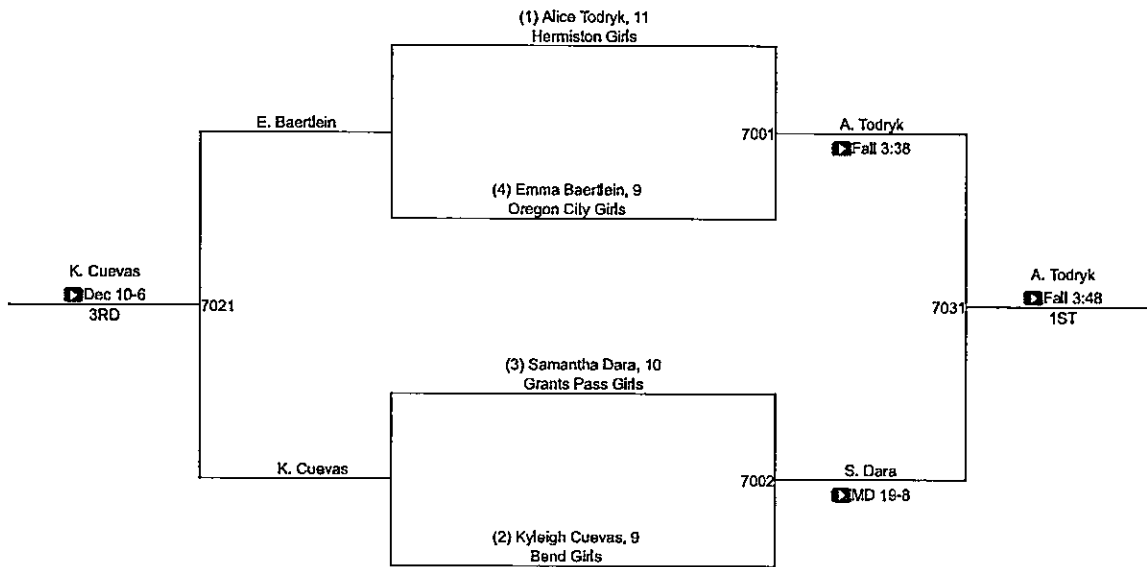 (1) Alice Todryk, 11
Hermiston Girls
E. Baertlein
7001
A. Todryk
Fall 3:38
(4) Emma Baertlein, 9
Oregon City Girls
K. Cuevas
Dec 10-6
3RD
7021
A. Todryk
Fall 3:48
1ST
7031
(3) Samantha Dara, 10
Grants Pass Girls
K. Cuevas
7002
S. Dara
MD 19-8
(2) Kyleigh Cuevas, 9
Bend Girls